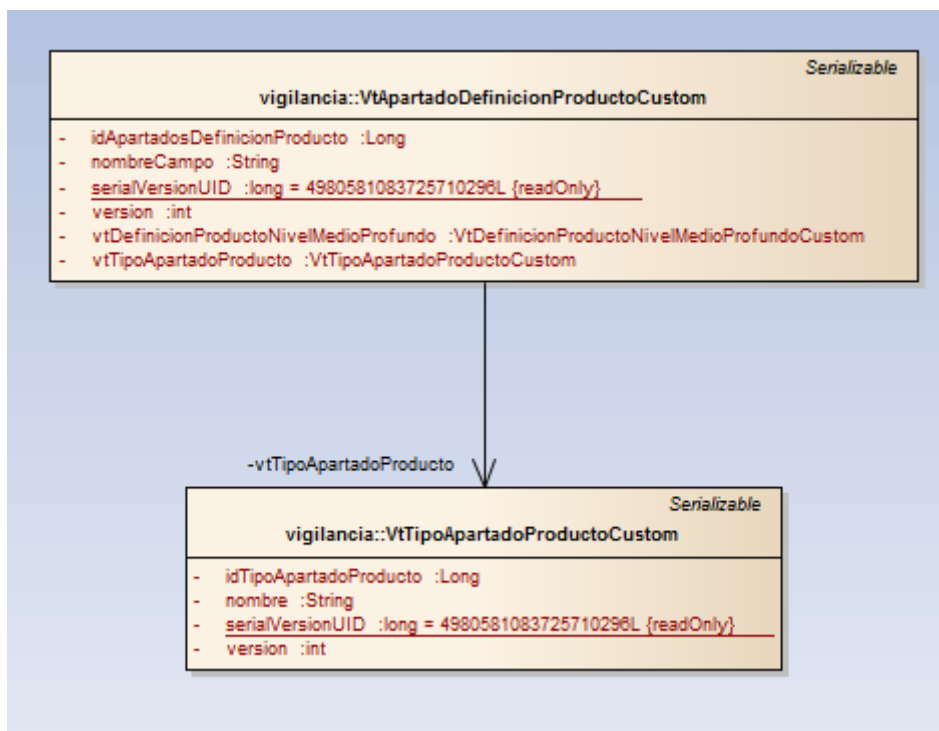 Serializable
vigilancia::VtApartadoDefinicionProductoCustom
- idApartadosDefinicionProducto :Long
- nombreCampo :String
- serialVersionUID :long = 4980581083725710296L {readOnly}
- version :int
- vtDefinicionProductoNivelMedioProfundo :VtDefinicionProductoNivelMedioProfundoCustom
- vtTipoApartadoProducto :VtTipoApartadoProductoCustom
-vtTipoApartadoProducto
Serializable
vigilancia::VtTipoApartadoProductoCustom
- idTipoApartadoProducto :Long
- nombre :String
- serialVersionUID :long = 4980581083725710296L {readOnly}
- version :int